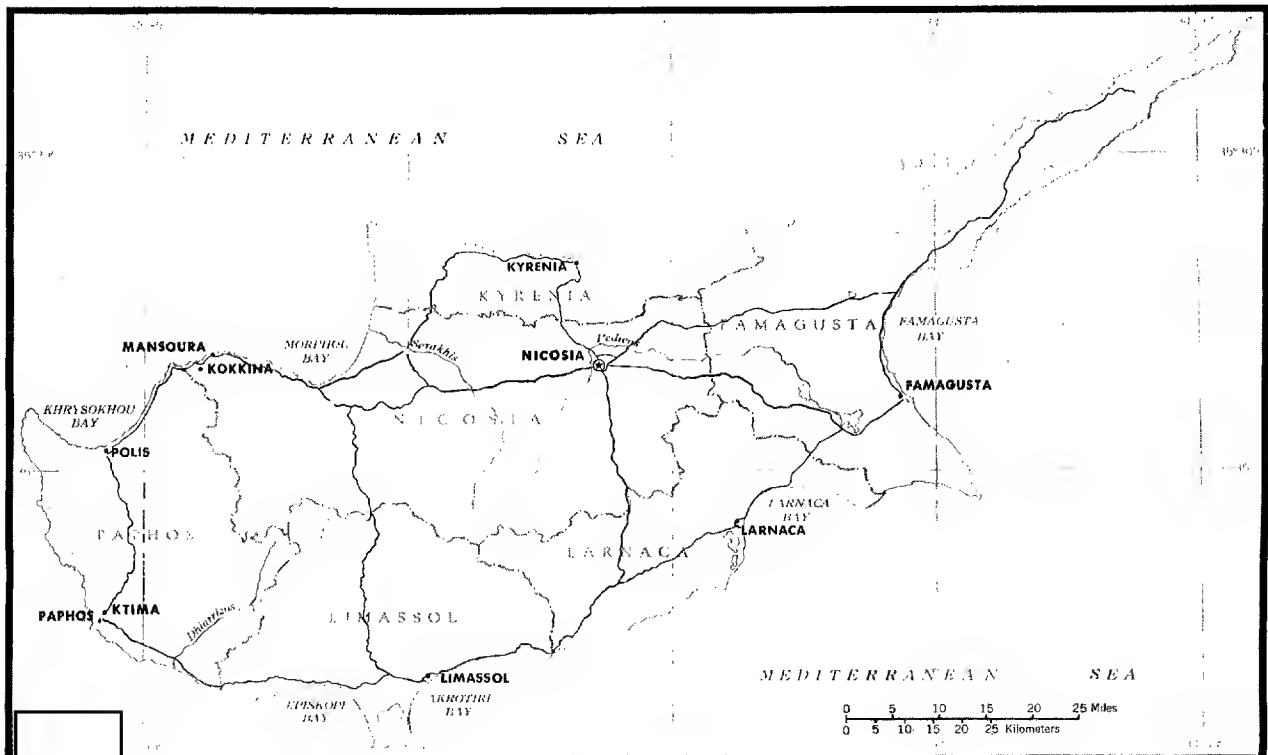 MEDITERRANEAN SEA
KYRENIA
KYRENIA
FAMAGUSTA
FAMAGUSTA
BAY
MANSOURA
MORPHOU
BAY
Serakhis
NICOSIA
KOKKINA
FAMAGUSTA
KHRYSOKHOU
BAY
NICOSIA
POLIS
LARNACA
BAY
LARNACA
PAPHOS
LARNACA
PAPHOS
KTIMA
LIMASSOL
MEDITERRANEAN SEA
LIMASSOL
EPISKOPI
BAY
AKROTIRI
BAY
0 5 10 15 20 25 Miles
0 5 10 15 20 25 Kilometers